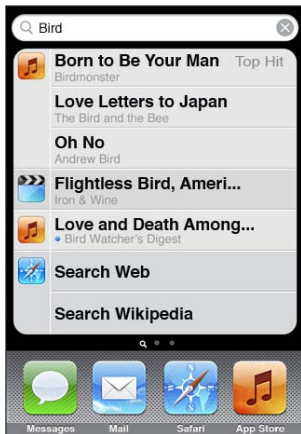 Bird
Born to Be Your Man Top Hit
Birdmonster
Love Letters to Japan
The Bird and the Bee
Oh No
Andrew Bird
Flightless Bird, Ameri...
Iron & Wine
Love and Death Among...
Bird Watcher's Digest
Search Web
Search Wikipedia
Messages Mail Safari App Store